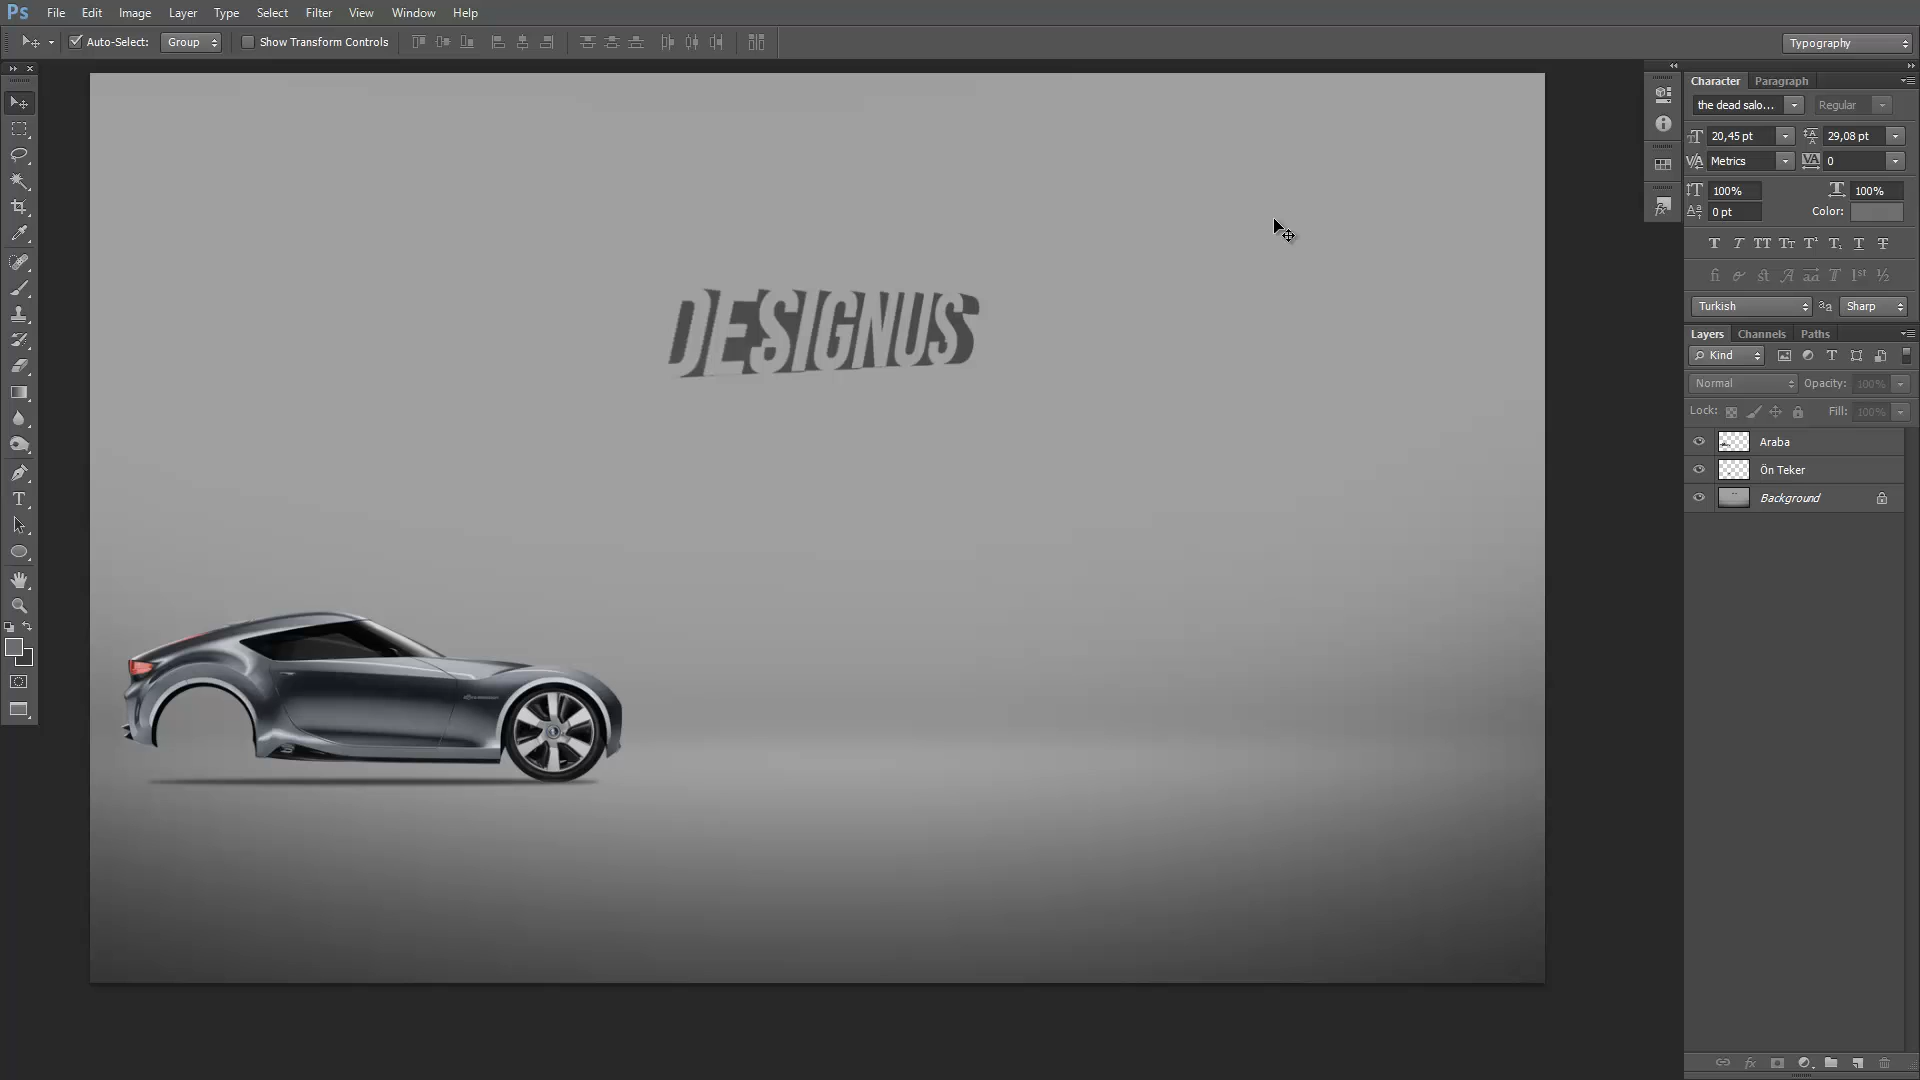 Ps File Edit Image Layer Type Select Filter View Window Help
Auto-Select: Group Show Transform Controls Typography
Character Paragraph
the dead salo... Regular
20,45 pt 29,08 pt
Metrics 0
100% 100%
0 pt Color:
Turkish Sharp
Layers Channels Paths
Kind
Normal Opacity: 100%
Lock: Fill: 100%
Araba
Ön Teker
Background
DESIGNUS